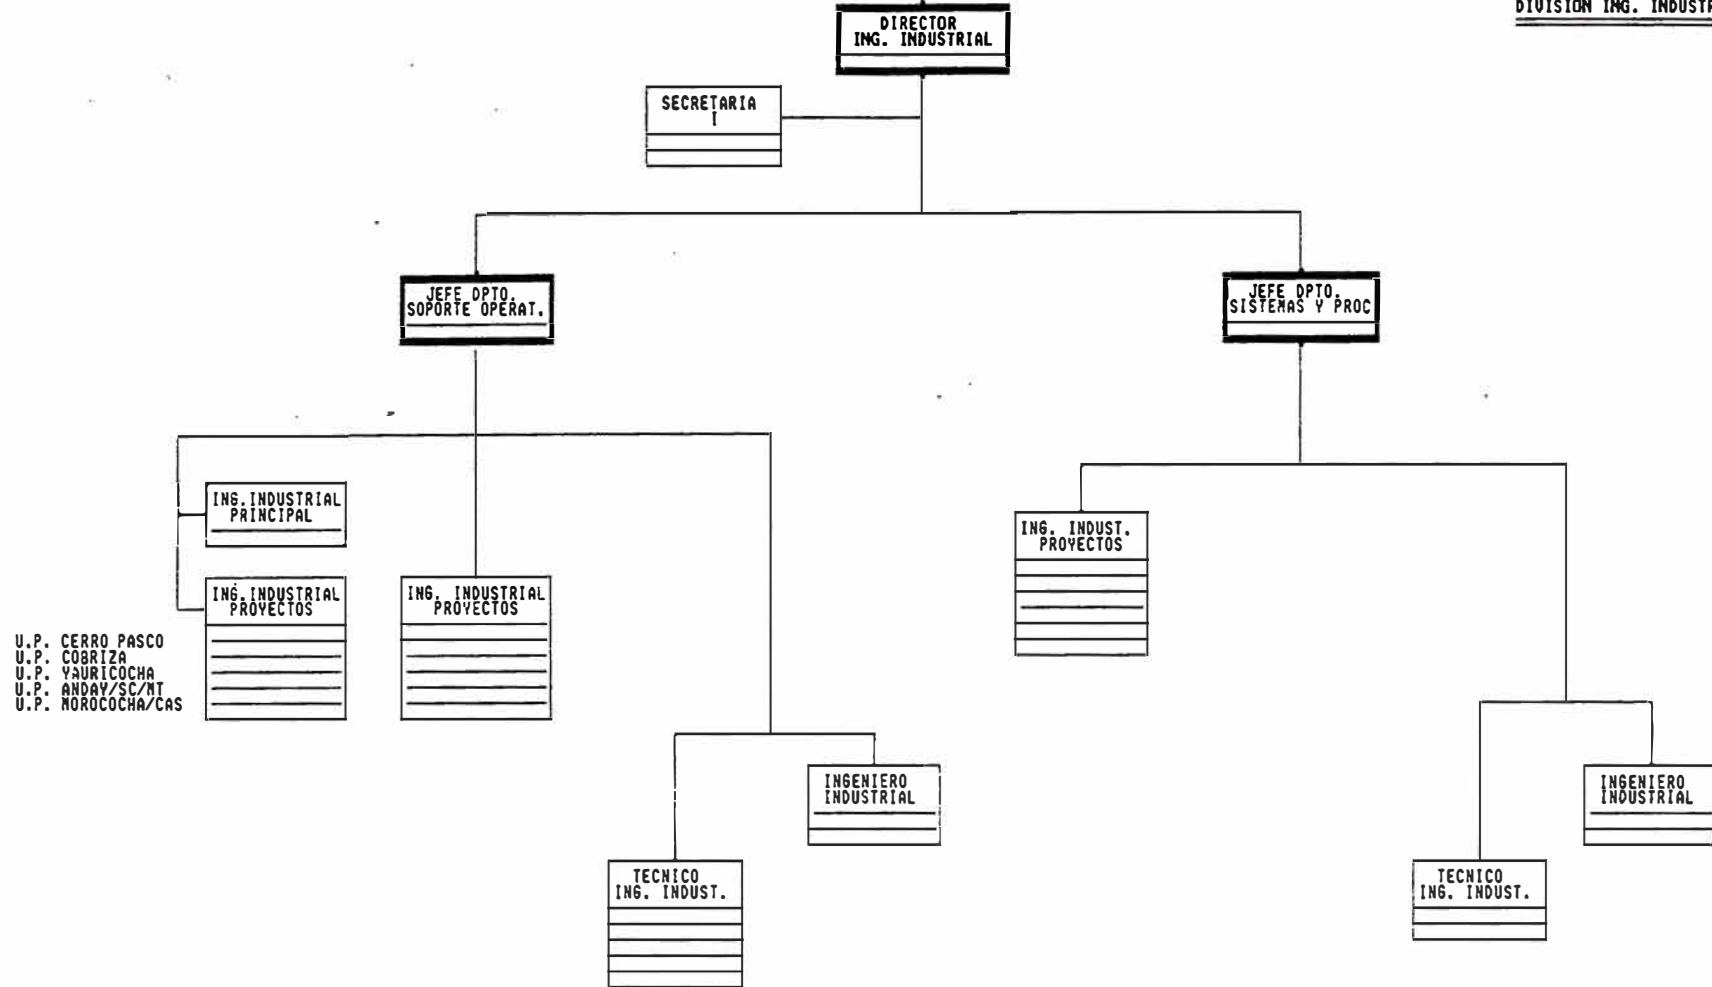 DIVISION ING. INDUSTR
DIRECTOR
ING. INDUSTRIAL
SECRETARIA
I
JEFE DPTO.
SOPORTE OPERAT.
JEFE DPTO.
SISTEMAS Y PROC
ING.INDUSTRIAL
PRINCIPAL
ING. INDUST.
PROYECTOS
ING.INDUSTRIAL
PROYECTOS
ING. INDUSTRIAL
PROYECTOS
U.P. CERRO PASCO
U.P. COBRIZA
U.P. YAURICOCHA
U.P. ANDAY/SC/MT
U.P. MOROCOCHA/CAS
INGENIERO
INDUSTRIAL
INGENIERO
INDUSTRIAL
TECNICO
ING. INDUST.
TECNICO
ING. INDUST.